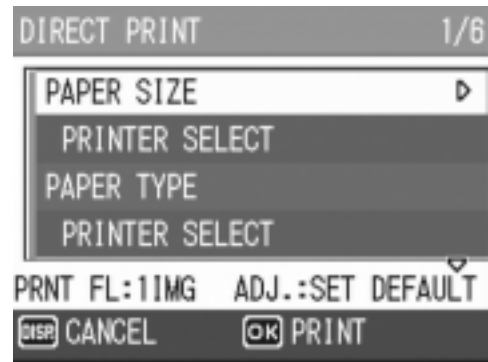 DIRECT PRINT 1/6
PAPER SIZE
PRINTER SELECT
PAPER TYPE
PRINTER SELECT
PRNT FL:1IMG ADJ.:SET DEFAULT
DISP. CANCEL OK PRINT